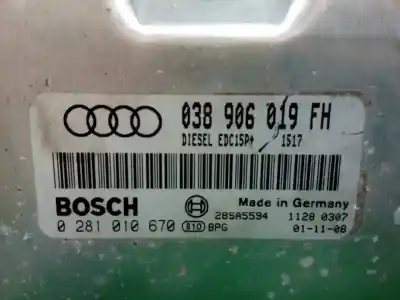 038 906 019 FH
DIESEL EDC15P+ 1517
BOSCH
Made in Germany
28SA5594
1128 0307
0 281 010 670 810 BPG
01-11-08